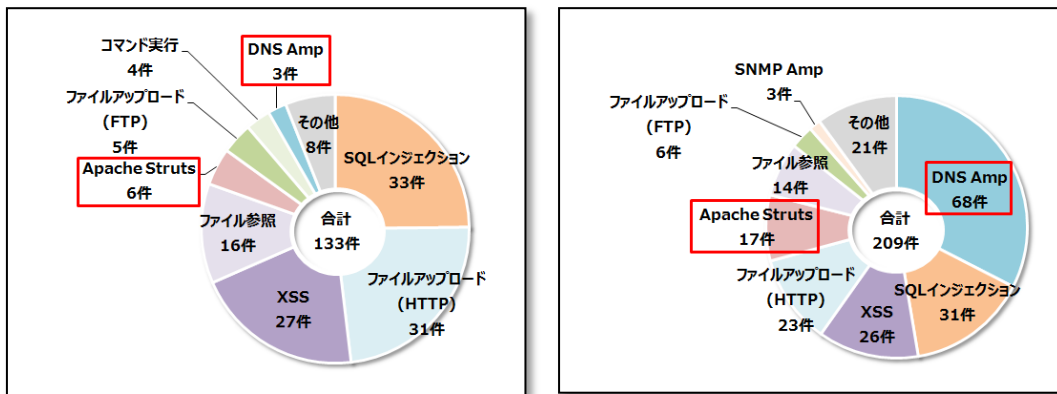 コマンド実行
4件
DNS Amp
3件
ファイルアップロード
(FTP)
5件
その他
8件
Apache Struts
6件
SQLインジェクション
33件
ファイル参照
16件
合計
133件
XSS
27件
ファイルアップロード
(HTTP)
31件
SNMP Amp
3件
ファイルアップロード
(FTP)
6件
その他
21件
ファイル参照
14件
DNS Amp
68件
Apache Struts
17件
合計
209件
ファイルアップロード
(HTTP)
23件
XSS
26件
SQLインジェクション
31件